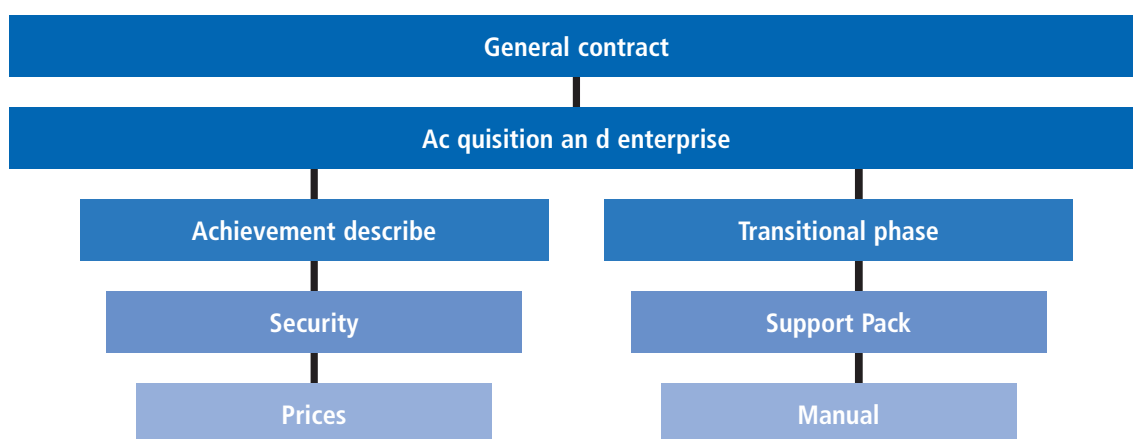 General contract
Ac quisition an d enterprise
Achievement describe
Transitional phase
Security
Support Pack
Prices
Manual